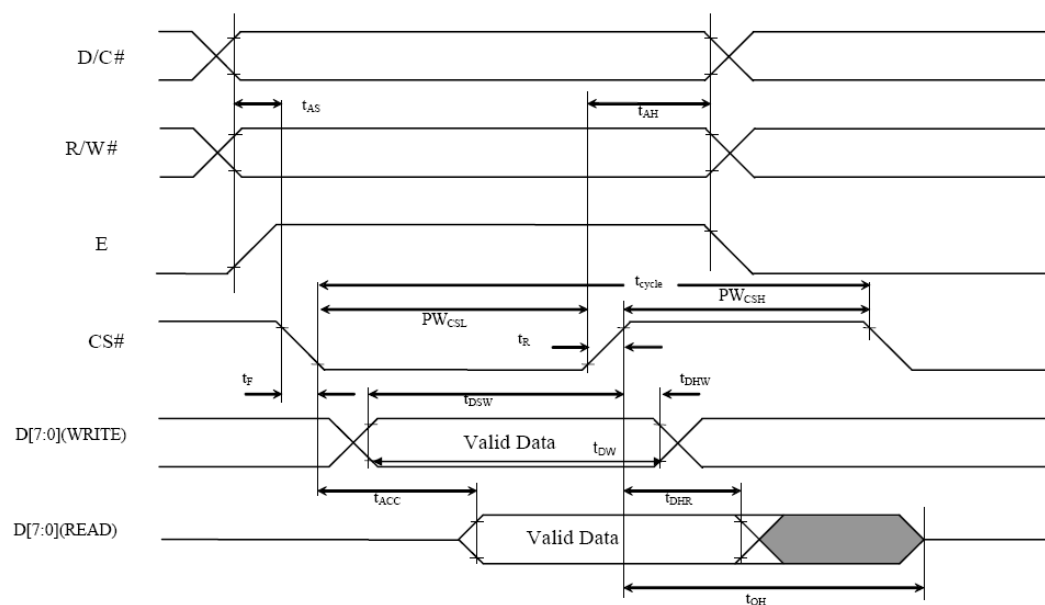 D/C#
tAS
tAH
R/W#
E
tcycle
PWCSL
PWCSH
CS#
tR
tF
tDSW
tDHW
D[7:0](WRITE)
Valid Data
tDW
tACC
tDHR
D[7:0](READ)
Valid Data
tOH